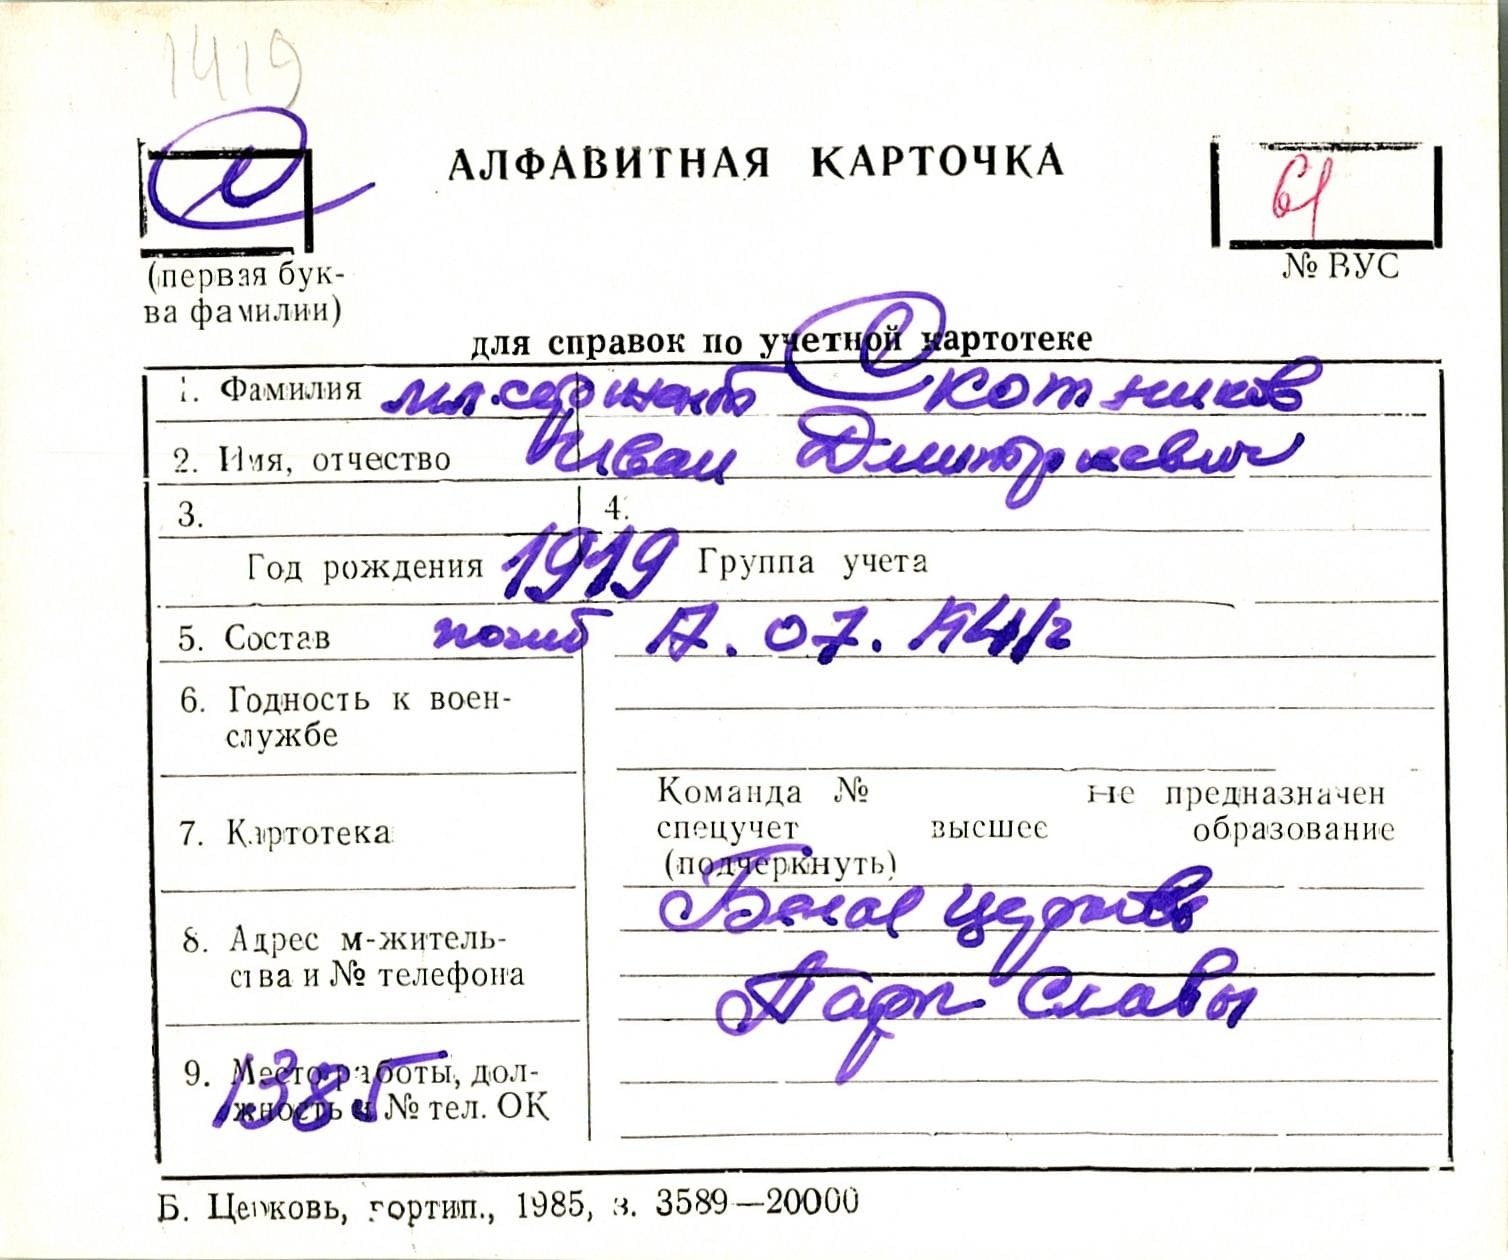 1419
С
АЛФАВИТНАЯ КАРТОЧКА
61
(первая бук-
ва фамилии)
№ ВУС
для справок по учетной картотеке
1. Фамилия мл. сержант Скотников
2. Имя, отчество Иван Дмитриевич
3. 4.
Год рождения 1919 Группа учета
5. Состав погиб 17.07.1941г
6. Годность к воен-
службе
Команда № не предназначен
7. Картотека спецучет высшее образование
(подчеркнуть)
8. Адрес м-житель-
ства и № телефона
Белая церковь
Парк Славы
9. Место работы, дол-
жность и № тел. ОК
1385
Б. Церковь, гортип., 1985, з. 3589—20000